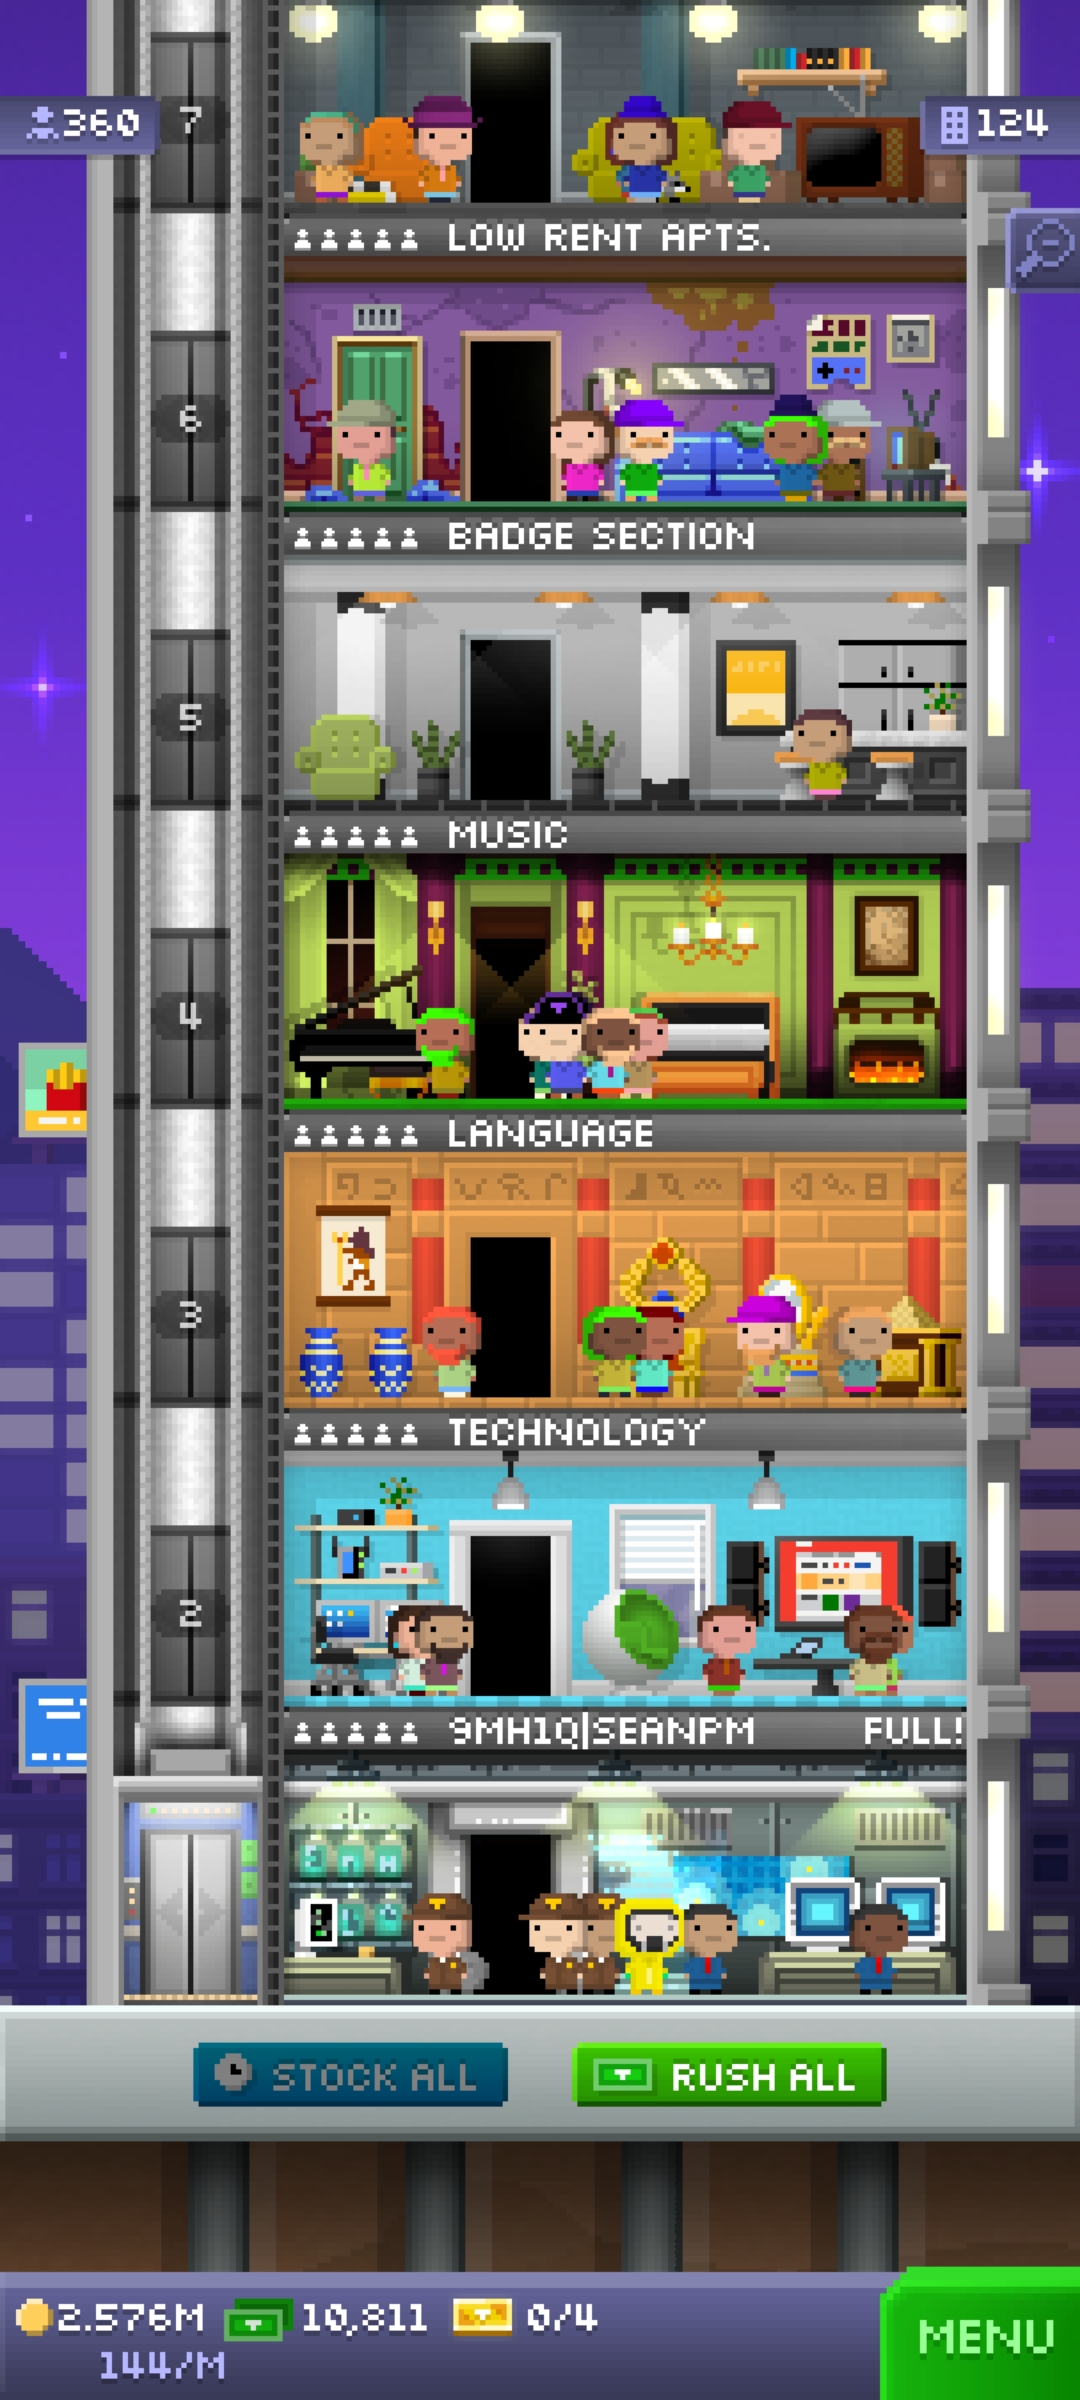 360
7
124
LOW RENT APTS.
6
BADGE SECTION
5
MUSIC
4
LANGUAGE
3
TECHNOLOGY
2
9MH1Q|SEANPM FULL!
STOCK ALL
RUSH ALL
2.576M 10,811 0/4
144/M
MENU